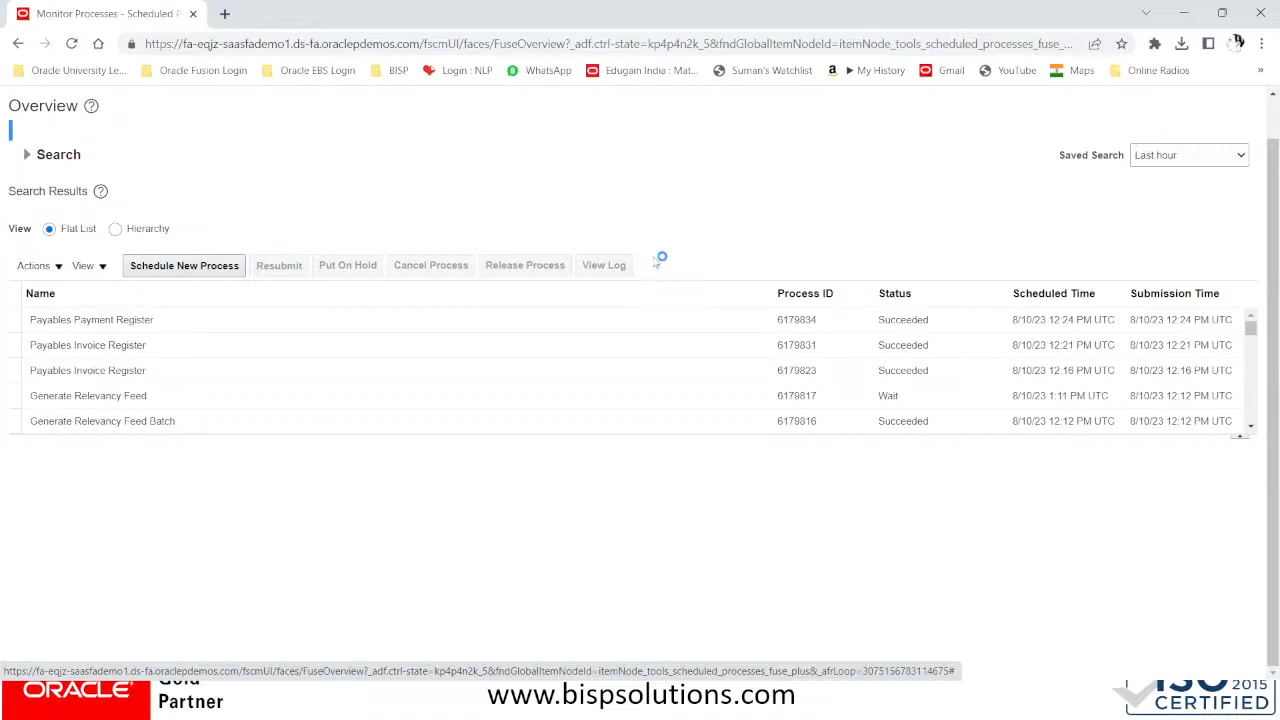 Monitor Processes - Scheduled P
https://fa-eqjz-saasfademo1.ds-fa.oraclepdemos.com/fscmUI/faces/FuseOverview?_adf.ctrl-state=kp4p4n2k_5&fndGlobalItemNodeId=itemNode_tools_scheduled_processes_fuse_...
Oracle University Le... Oracle Fusion Login Oracle EBS Login BISP Login : NLP WhatsApp Edugain India : Mat... Suman's Watchlist My History Gmail YouTube Maps Online Radios »
Overview ?
Search Saved Search Last hour
Search Results ?
View Flat List Hierarchy
Actions View Schedule New Process Resubmit Put On Hold Cancel Process Release Process View Log
Name Process ID Status Scheduled Time Submission Time
Payables Payment Register 6179834 Succeeded 8/10/23 12:24 PM UTC 8/10/23 12:24 PM UTC
Payables Invoice Register 6179831 Succeeded 8/10/23 12:21 PM UTC 8/10/23 12:21 PM UTC
Payables Invoice Register 6179823 Succeeded 8/10/23 12:16 PM UTC 8/10/23 12:16 PM UTC
Generate Relevancy Feed 6179817 Wait 8/10/23 1:11 PM UTC 8/10/23 12:12 PM UTC
Generate Relevancy Feed Batch 6179816 Succeeded 8/10/23 12:12 PM UTC 8/10/23 12:12 PM UTC
https://fa-eqjz-saasfademo1.ds-fa.oraclepdemos.com/fscmUI/faces/FuseOverview?_adf.ctrl-state=kp4p4n2k_5&fndGlobalItemNodeId=itemNode_tools_scheduled_processes_fuse_plus&_afrLoop=3075156783114675#
ORACLE Gold
Partner
www.bispsolutions.com
ISO 2015
CERTIFIED